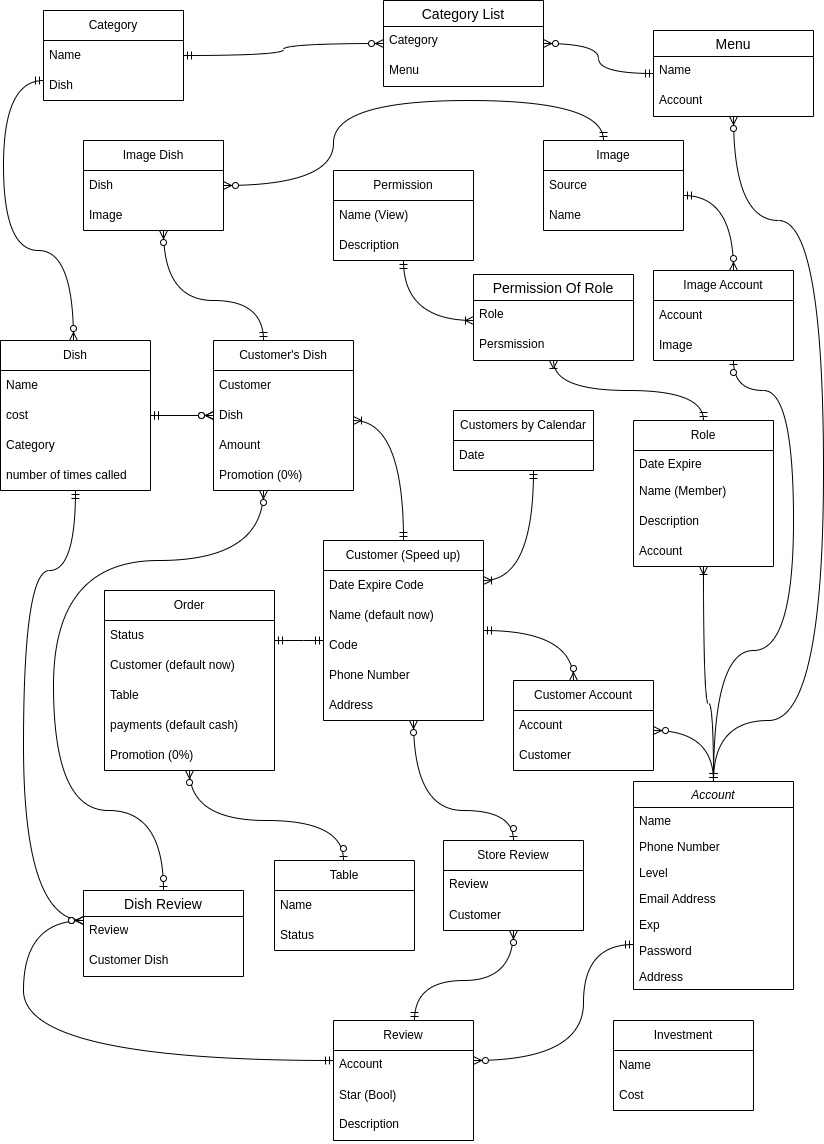 Category
Name
Dish
Category List
Category
Menu
Menu
Name
Account
Image Dish
Dish
Image
Permission
Name (View)
Description
Image
Source
Name
Permission Of Role
Role
Persmission
Image Account
Account
Image
Dish
Name
cost
Category
number of times called
Customer's Dish
Customer
Dish
Amount
Promotion (0%)
Customers by Calendar
Date
Role
Date Expire
Name (Member)
Description
Account
Customer (Speed up)
Date Expire Code
Name (default now)
Code
Phone Number
Address
Order
Status
Customer (default now)
Table
payments (default cash)
Promotion (0%)
Customer Account
Account
Customer
Account
Name
Phone Number
Level
Email Address
Exp
Password
Address
Store Review
Review
Customer
Table
Name
Status
Dish Review
Review
Customer Dish
Review
Account
Star (Bool)
Description
Investment
Name
Cost